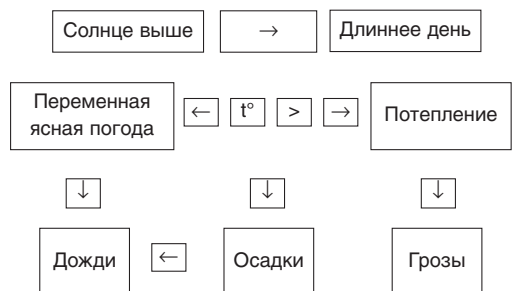 Солнце выше → Длиннее день
Переменная
ясная погода ← t° > → Потепление
↓ ↓ ↓
Дожди ← Осадки Грозы